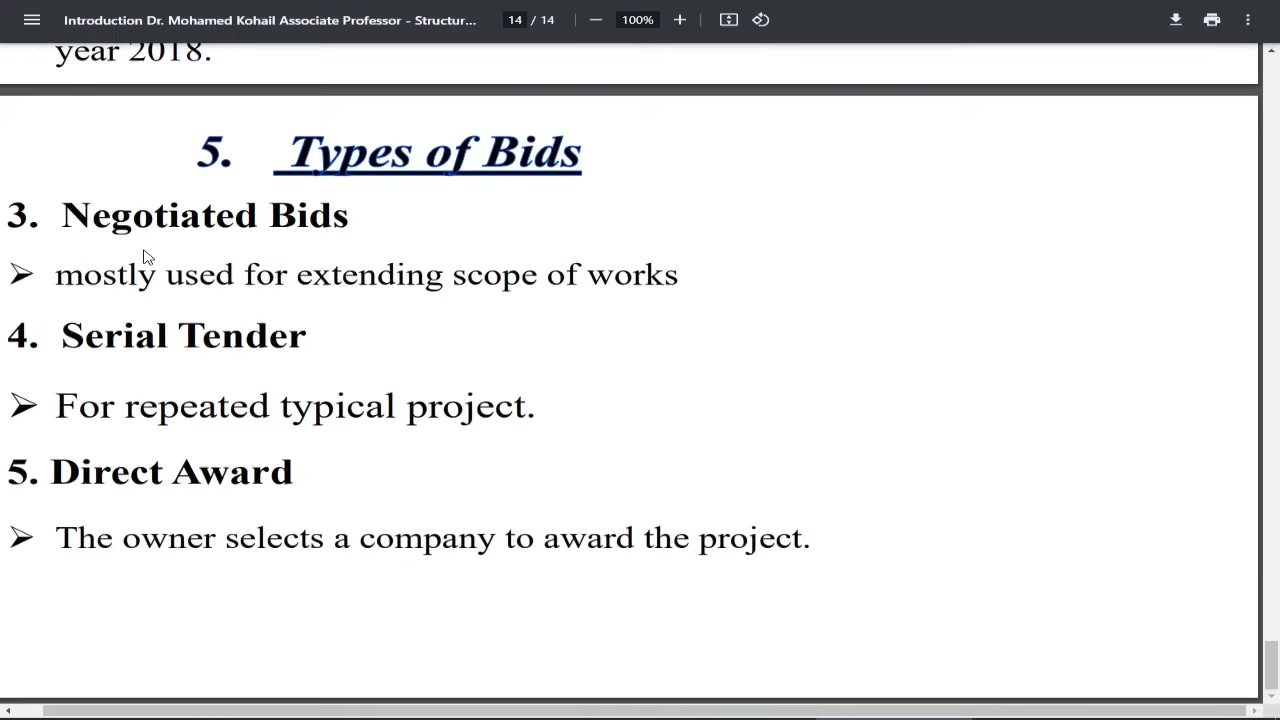 Introduction Dr. Mohamed Kohail Associate Professor - Structur... 14 / 14 100%
year 2018.
5. Types of Bids
3. Negotiated Bids
➢ mostly used for extending scope of works
4. Serial Tender
➢ For repeated typical project.
5. Direct Award
➢ The owner selects a company to award the project.